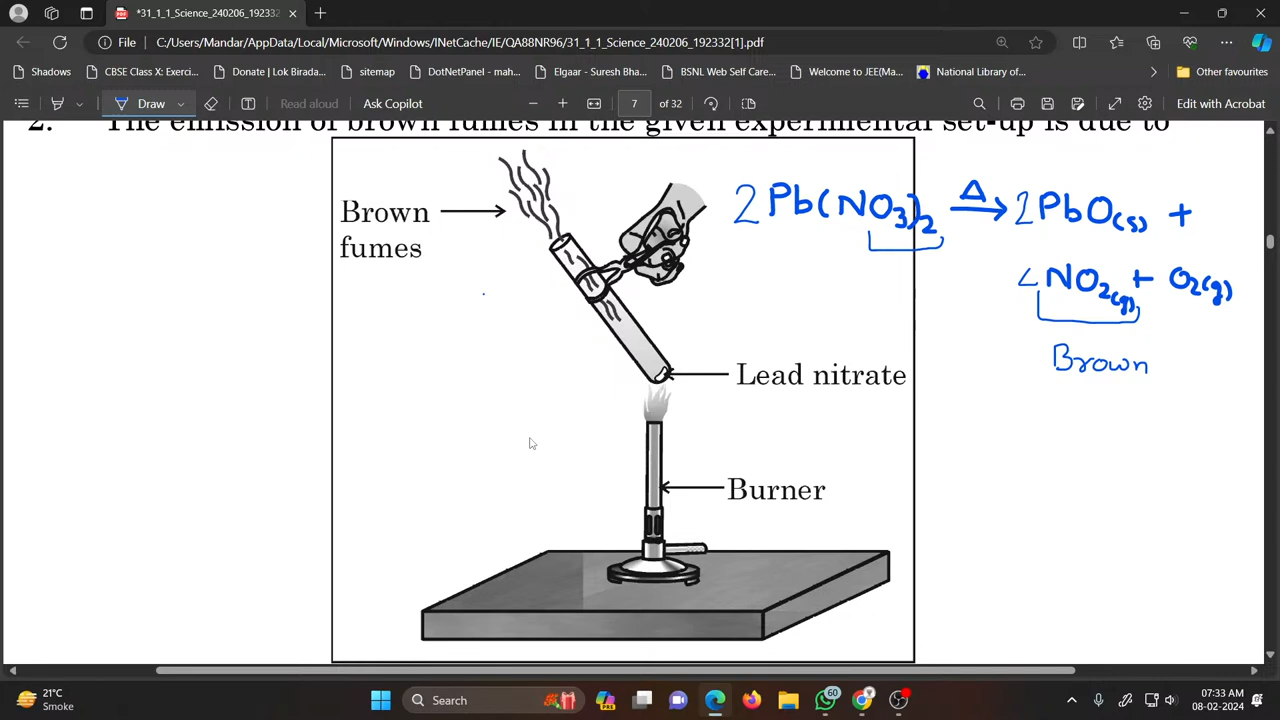 *31_1_1_Science_240206_192332
File
C:/Users/Mandar/AppData/Local/Microsoft/Windows/INetCache/IE/QA88NR96/31_1_1_Science_240206_192332[1].pdf
Shadows
CBSE Class X: Exerci...
Donate | Lok Birada...
sitemap
DotNetPanel - mah...
Elgaar - Suresh Bha...
BSNL Web Self Care...
Welcome to JEE(Ma...
National Library of...
Other favourites
Draw
Read aloud
Ask Copilot
7 of 32
Edit with Acrobat
2. The emission of brown fumes in the given experimental set-up is due to
2Pb(NO3)2 Δ→ 2PbO(s) +
4NO2(g) + O2(g)
Brown
Brown
fumes
Lead nitrate
Burner
21°C
Smoke
Search
PRE
60
07:33 AM
08-02-2024